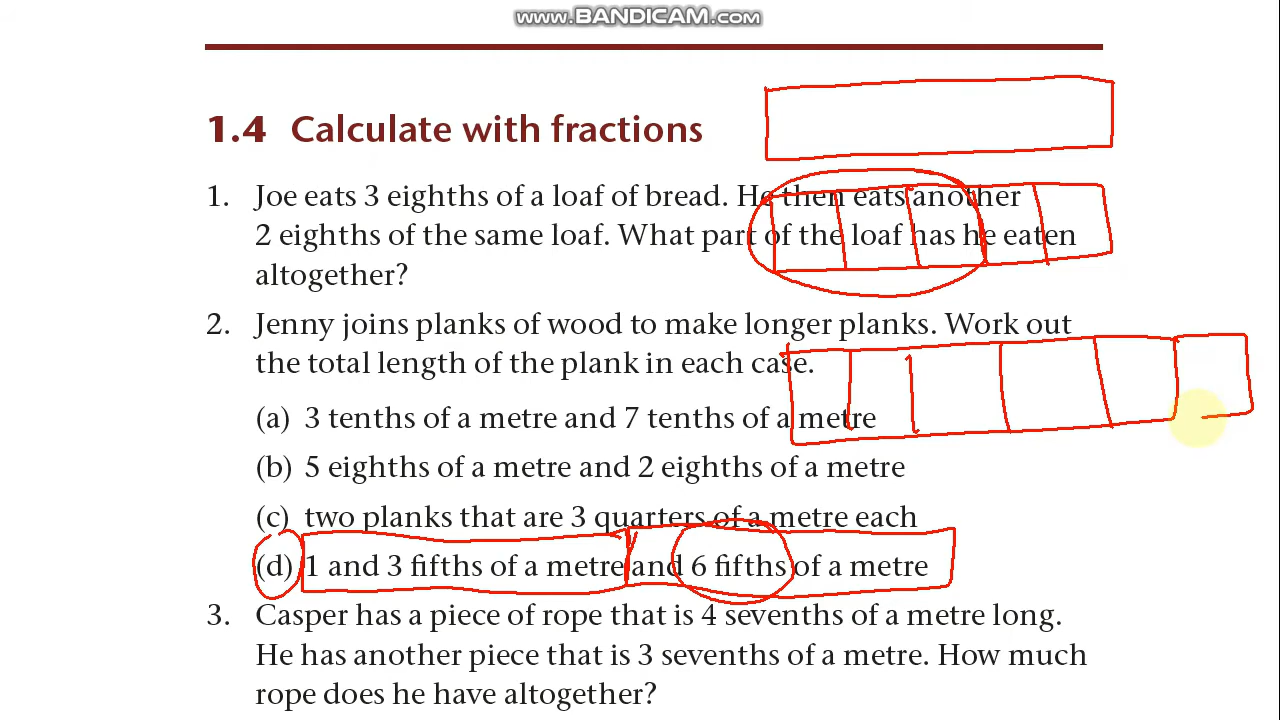 www.BANDICAM.com
1.4 Calculate with fractions
1. Joe eats 3 eighths of a loaf of bread. He then eats another
2 eighths of the same loaf. What part of the loaf has he eaten
altogether?
2. Jenny joins planks of wood to make longer planks. Work out
the total length of the plank in each case.
(a) 3 tenths of a metre and 7 tenths of a metre
(b) 5 eighths of a metre and 2 eighths of a metre
(c) two planks that are 3 quarters of a metre each
(d) 1 and 3 fifths of a metre and 6 fifths of a metre
3. Casper has a piece of rope that is 4 sevenths of a metre long.
He has another piece that is 3 sevenths of a metre. How much
rope does he have altogether?